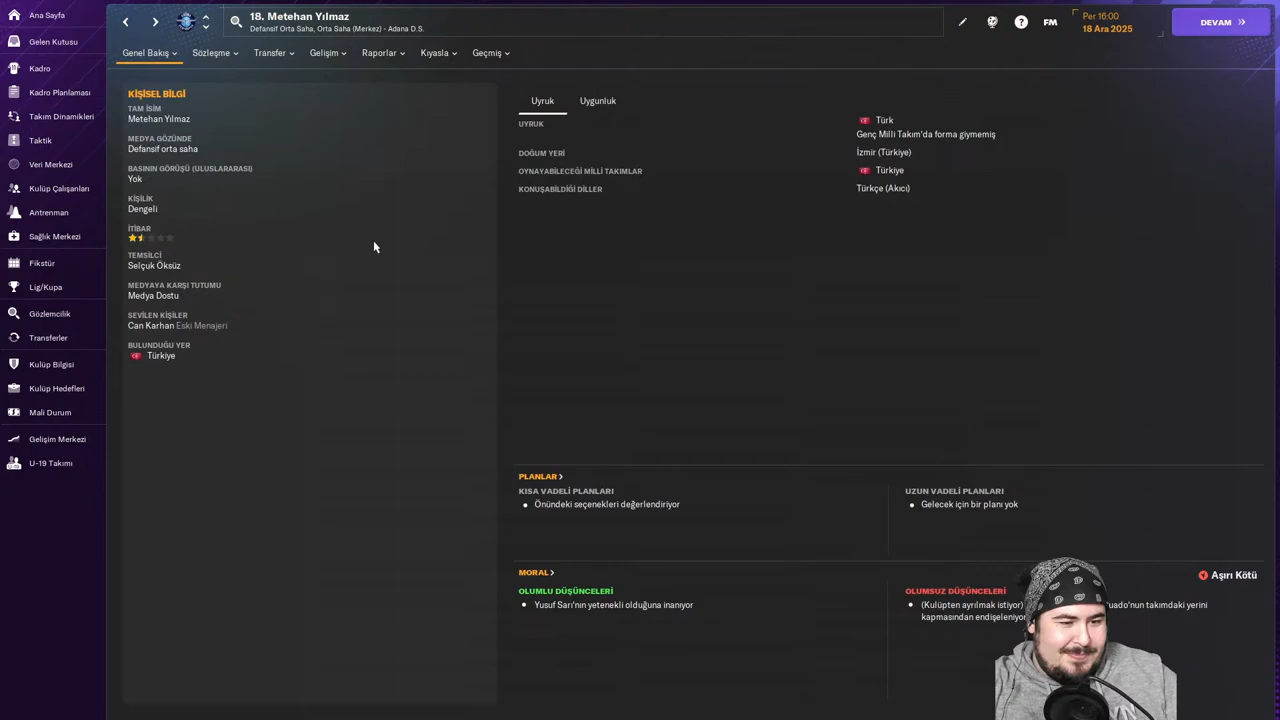 Ana Sayfa
Gelen Kutusu
Kadro
Kadro Planlaması
Takım Dinamikleri
Taktik
Veri Merkezi
Kulüp Çalışanları
Antrenman
Sağlık Merkezi
Fikstür
Lig/Kupa
Gözlemcilik
Transferler
Kulüp Bilgisi
Kulüp Hedefleri
Mali Durum
Gelişim Merkezi
U-19 Takımı
18. Metehan Yılmaz
Defansif Orta Saha, Orta Saha (Merkez) - Adana D.S.
FM
Per 16:00
18 Ara 2025
DEVAM
Genel Bakış
Sözleşme
Transfer
Gelişim
Raporlar
Kıyasla
Geçmiş
KİŞİSEL BİLGİ
TAM İSİM
Metehan Yılmaz
MEDYA GÖZÜNDE
Defansif orta saha
BASININ GÖRÜŞÜ (ULUSLARARASI)
Yok
KİŞİLİK
Dengeli
İTİBAR
TEMSİLCİ
Selçuk Öksüz
MEDYAYA KARŞI TUTUMU
Medya Dostu
SEVİLEN KİŞİLER
Can Karhan Eski Menajeri
BULUNDUĞU YER
Türkiye
Uyruk
Uygunluk
UYRUK
Türk
Genç Milli Takım'da forma giymemiş
DOĞUM YERİ
İzmir (Türkiye)
OYNAYABİLECEĞİ MİLLİ TAKIMLAR
Türkiye
KONUŞABİLDİĞİ DİLLER
Türkçe (Akıcı)
PLANLAR
KISA VADELİ PLANLARI
Önündeki seçenekleri değerlendiriyor
UZUN VADELİ PLANLARI
Gelecek için bir planı yok
MORAL
Aşırı Kötü
OLUMLU DÜŞÜNCELERİ
Yusuf Sarı'nın yetenekli olduğuna inanıyor
OLUMSUZ DÜŞÜNCELERİ
(Kulüpten ayrılmak istiyor) takımdaki yerini
kapmasından endişeleniyor